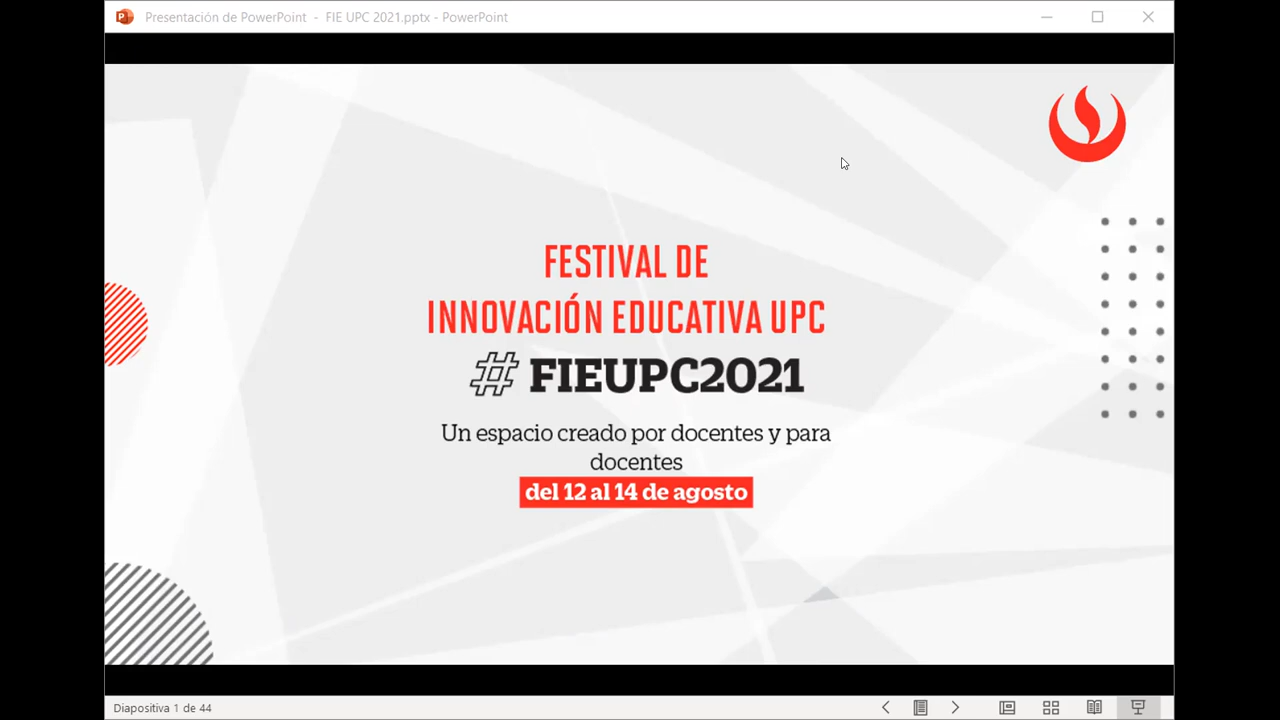 Presentación de PowerPoint - FIE UPC 2021.pptx - PowerPoint
FESTIVAL DE
INNOVACIÓN EDUCATIVA UPC
# FIEUPC2021
Un espacio creado por docentes y para
docentes
del 12 al 14 de agosto
Diapositiva 1 de 44